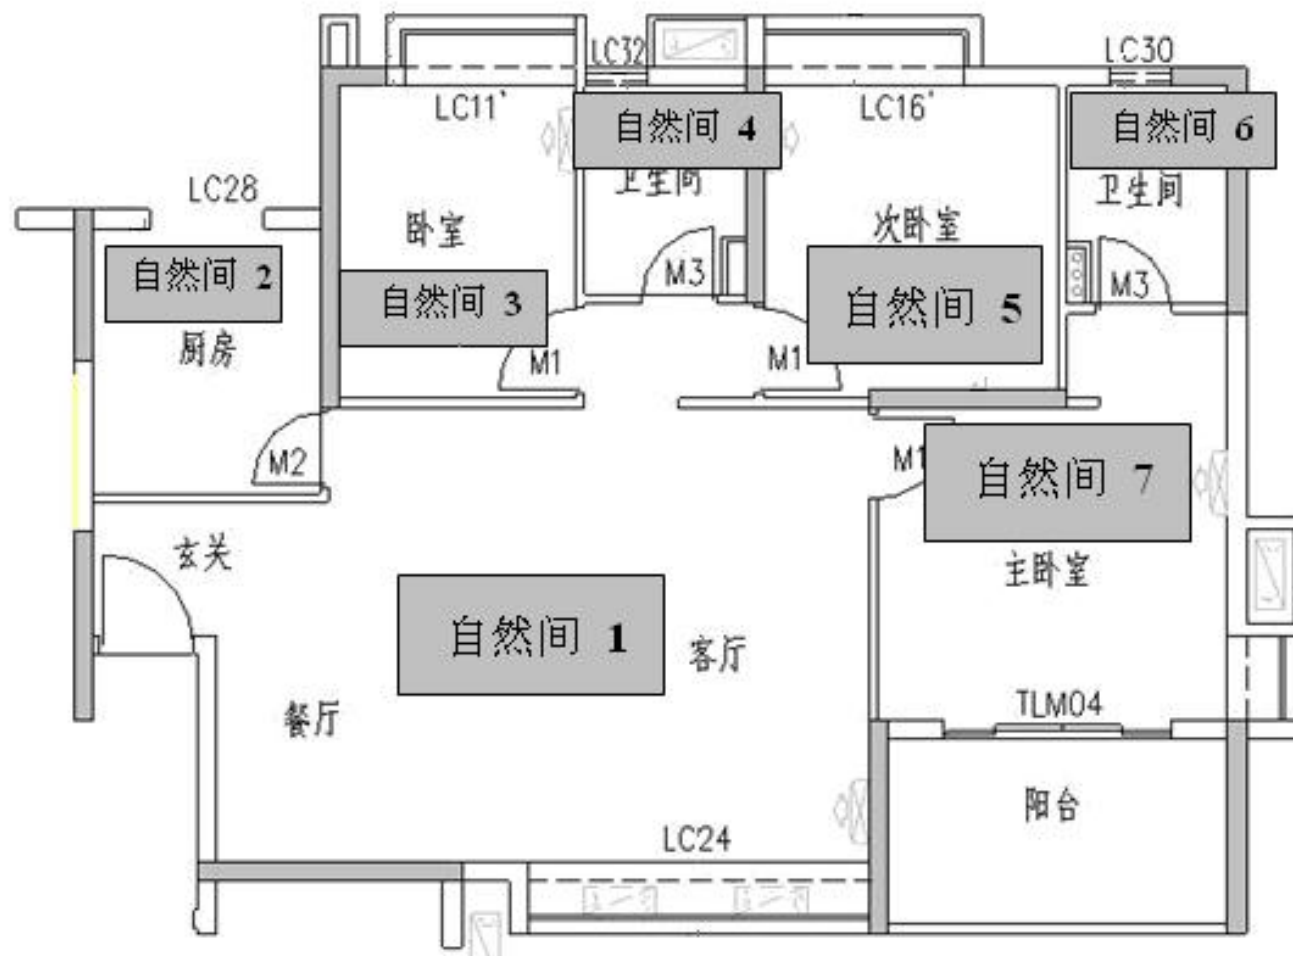 LC32
LC30
LC11'
自然间 4
LC16'
自然间 6
LC28
卫生间
卫生间
卧室
次卧室
自然间 2
M3
M3
自然间 3
自然间 5
厨房
M1
M1
M2
M1
自然间 7
玄关
主卧室
自然间 1
客厅
餐厅
TLM04
阳台
LC24